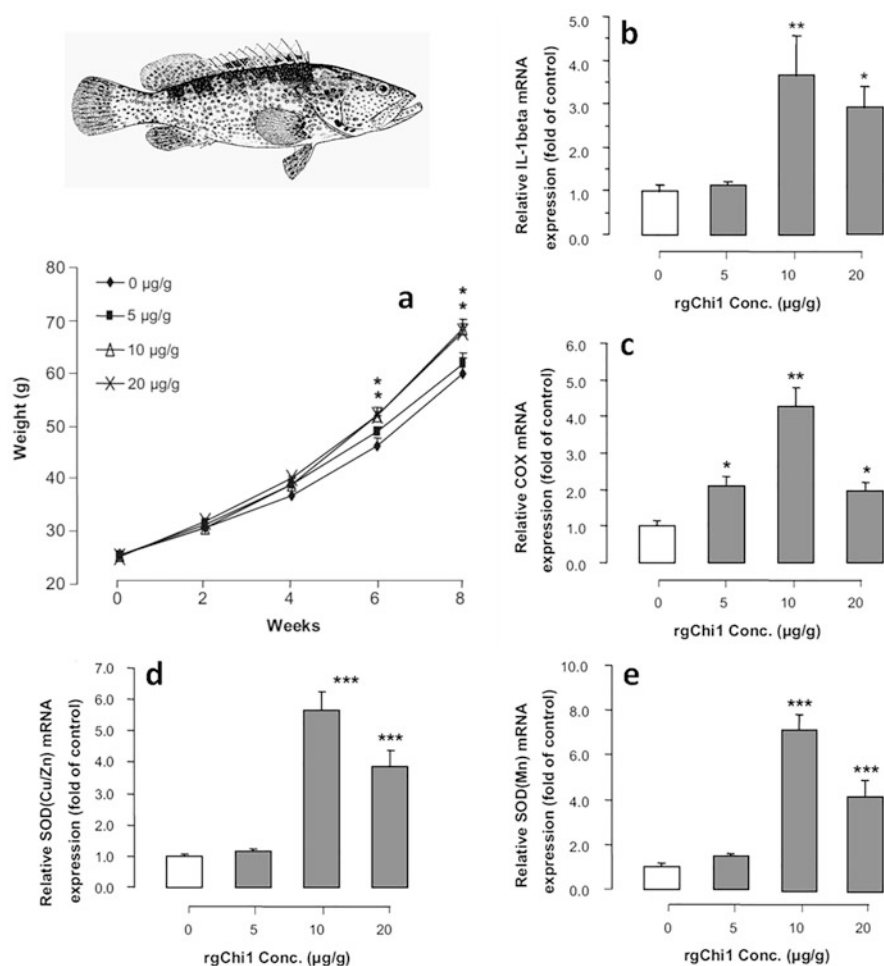 b
Relative IL-1beta mRNA
expression (fold of control)
5.0
4.0
3.0
2.0
1.0
0.0
**
*
0 5 10 20
rgChi1 Conc. (µg/g)
a
Weight (g)
80
70
60
50
40
30
20
0 µg/g
5 µg/g
10 µg/g
20 µg/g
*
*
*
*
0 2 4 6 8
Weeks
c
Relative COX mRNA
expression (fold of control)
6.0
5.0
4.0
3.0
2.0
1.0
0.0
*
**
*
0 5 10 20
rgChi1 Conc. (µg/g)
d
Relative SOD(Cu/Zn) mRNA
expression (fold of control)
7.0
6.0
5.0
4.0
3.0
2.0
1.0
0.0
***
***
0 5 10 20
rgChi1 Conc. (µg/g)
e
Relative SOD(Mn) mRNA
expression (fold of control)
10.0
8.0
6.0
4.0
2.0
0.0
***
***
0 5 10 20
rgChi1 Conc. (µg/g)